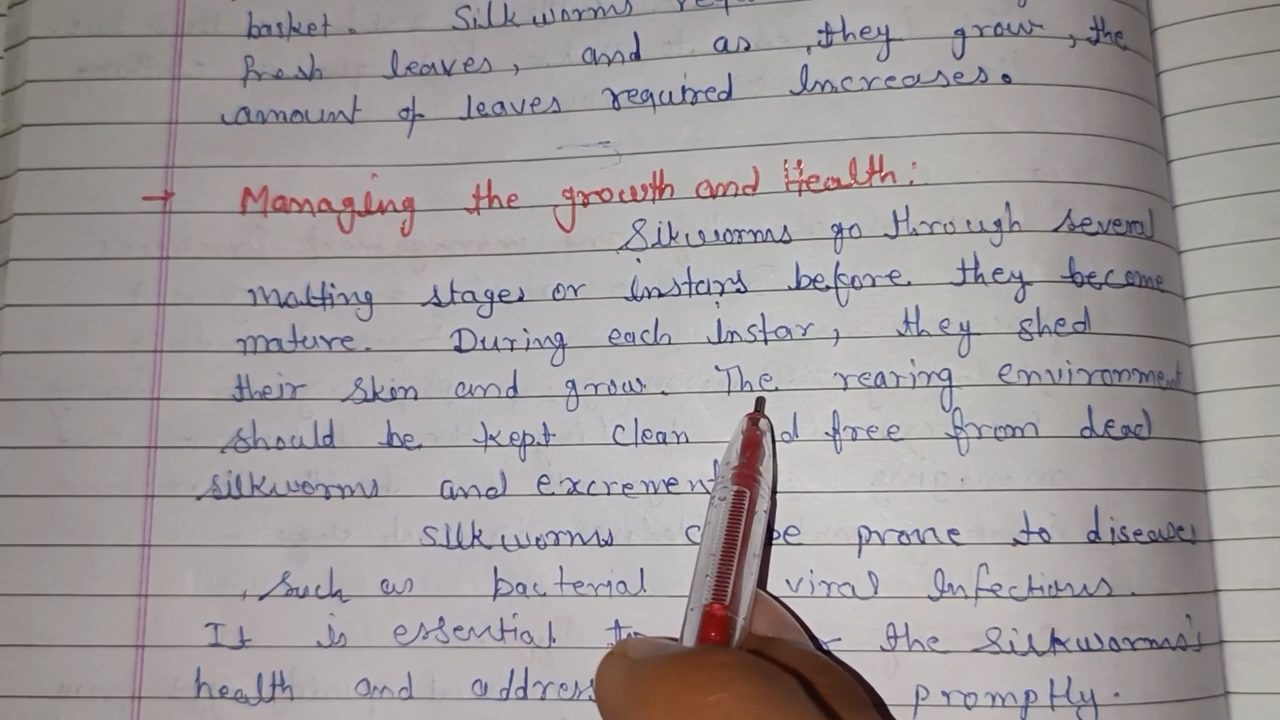 basket. Silkworms
fresh leaves, and as they grow, the
amount of leaves required Increases.
→ Managing the growth and Health:
Silkworms go through several
molting stages or instars before they become
mature. During each instar, they shed
their skin and grow. The rearing environment
should be kept clean free from dead
silkworms and excrement
silkworms be prone to diseases
, Such as bacterial viral Infections.
It is essential the silkworms's
health and address promptly.